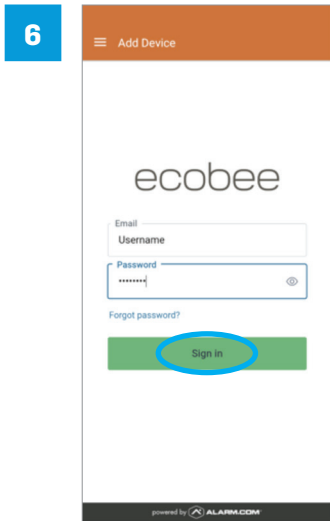 6
Add Device
ecobee
Email
Username
Password
••••••••
Forgot password?
Sign in
powered by ALARM.COM